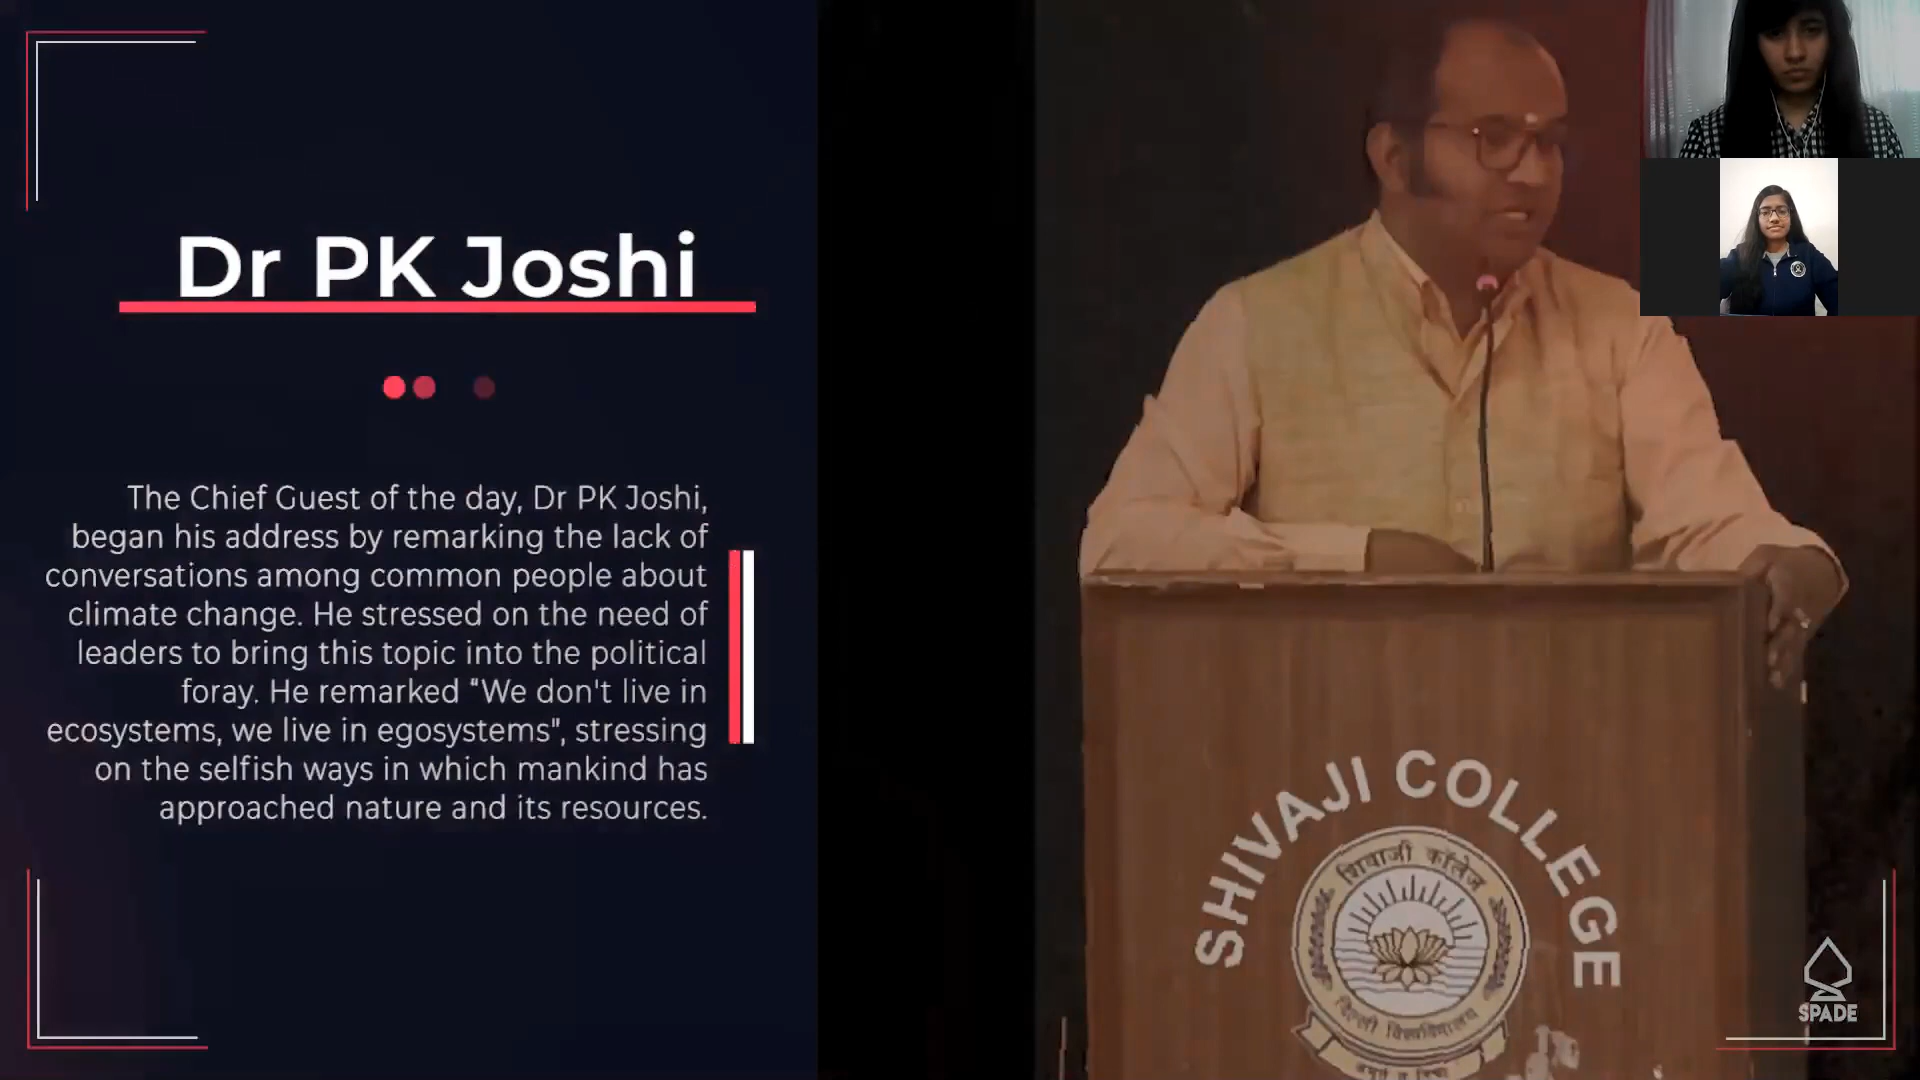 Dr PK Joshi
The Chief Guest of the day, Dr PK Joshi,
began his address by remarking the lack of
conversations among common people about
climate change. He stressed on the need of
leaders to bring this topic into the political
foray. He remarked “We don't live in
ecosystems, we live in egosystems", stressing
on the selfish ways in which mankind has
approached nature and its resources.
SHIVAJI COLLEGE
शिवाजी कॉलेज
दिल्ली विश्वविद्यालय
SPADE